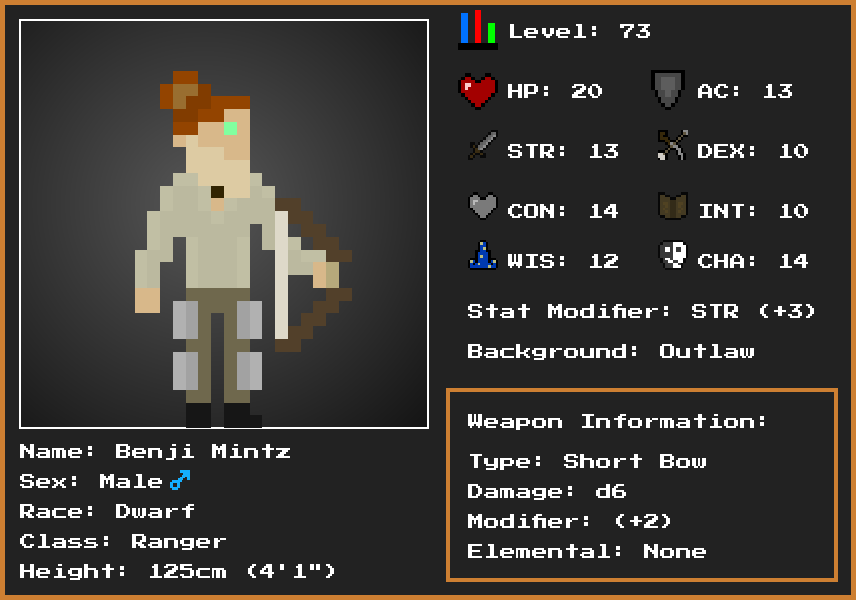 Level: 73
HP: 20 AC: 13
STR: 13 DEX: 10
CON: 14 INT: 10
WIS: 12 CHA: 14
Stat Modifier: STR (+3)
Background: Outlaw
Weapon Information:
Type: Short Bow
Damage: d6
Modifier: (+2)
Elemental: None
Name: Benji Mintz
Sex: Male ♂
Race: Dwarf
Class: Ranger
Height: 125cm (4'1")